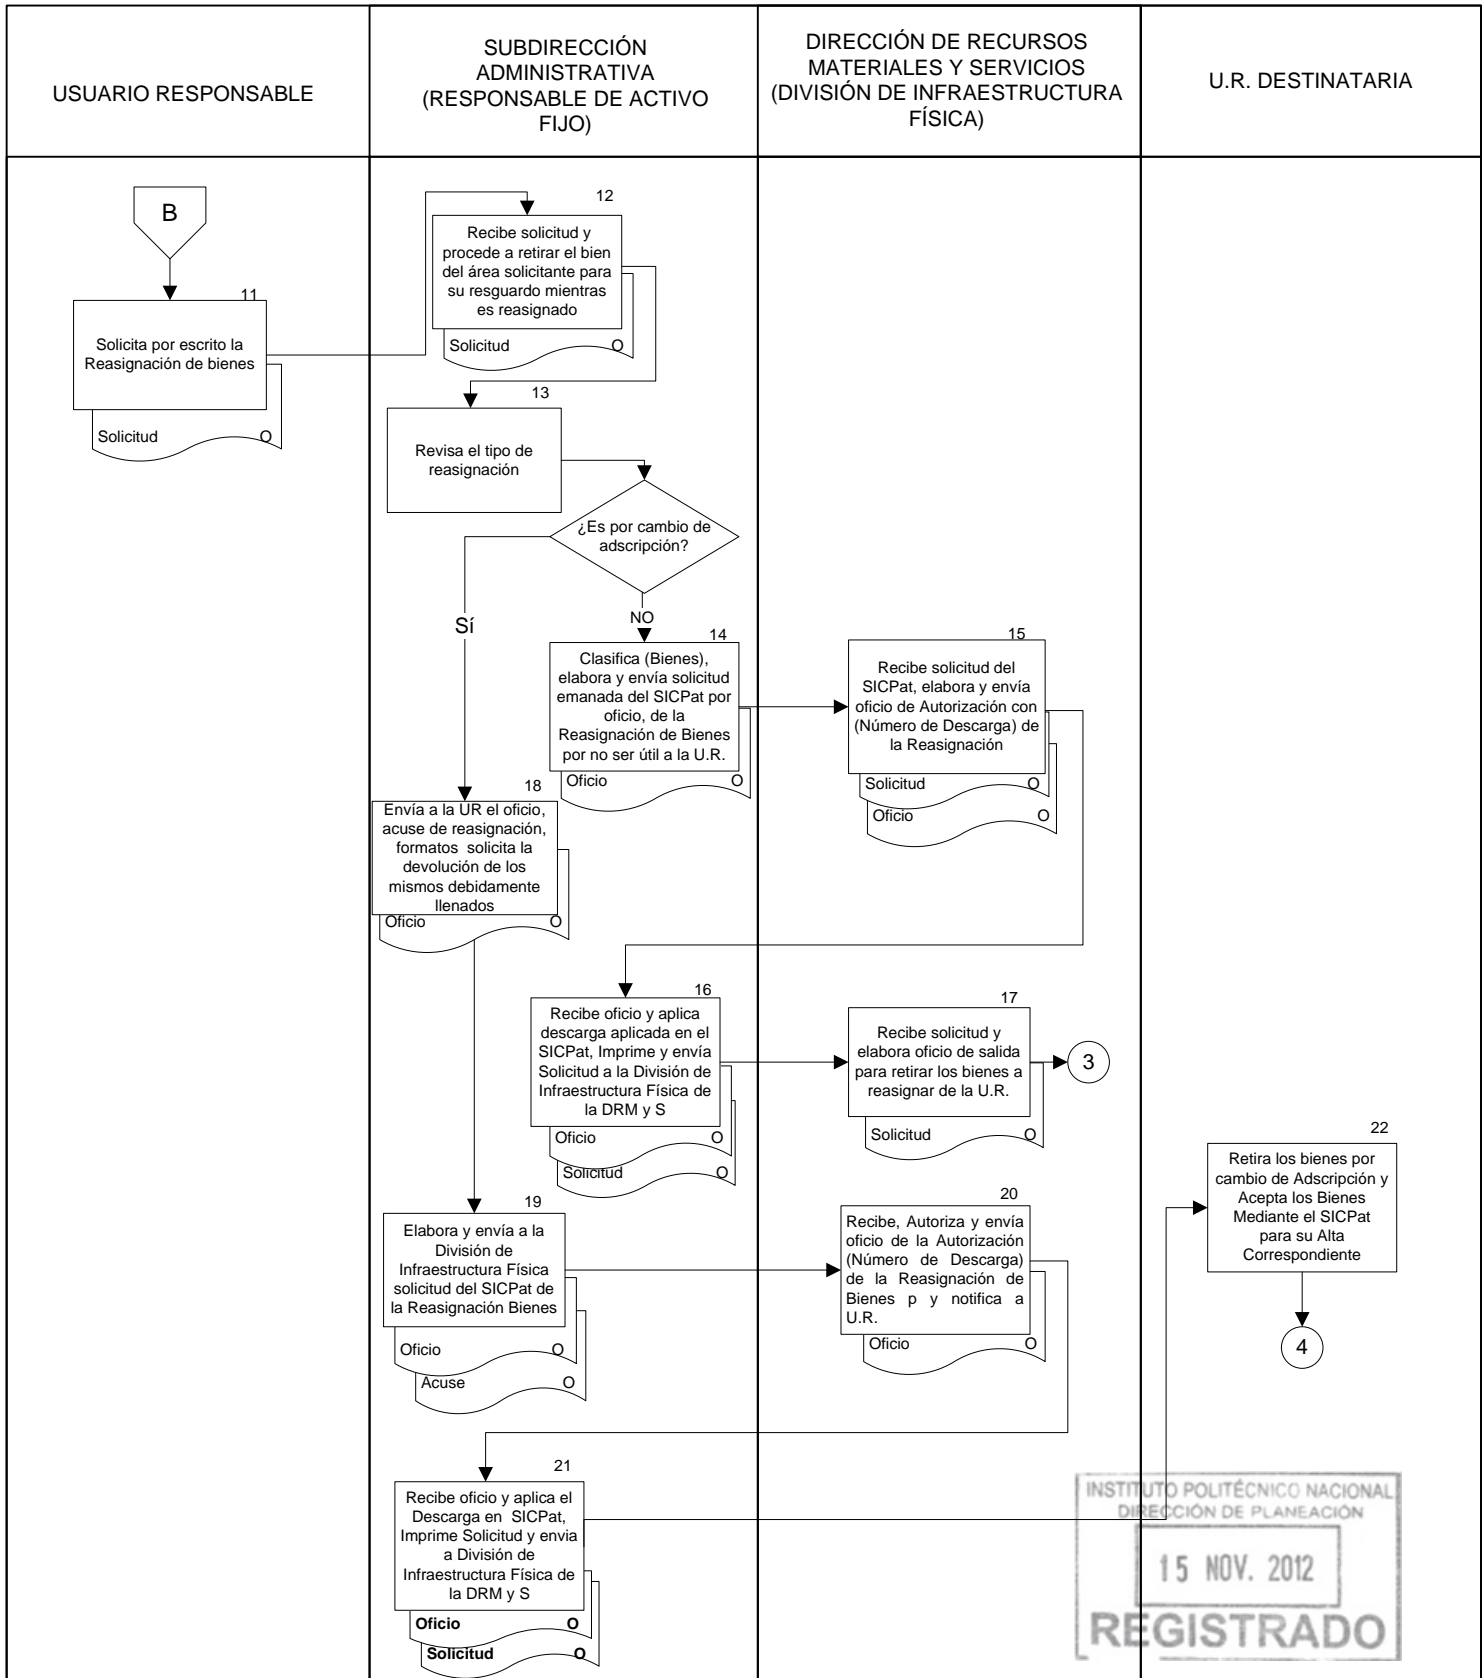 USUARIO RESPONSABLE
SUBDIRECCIÓN
ADMINISTRATIVA
(RESPONSABLE DE ACTIVO
FIJO)
DIRECCIÓN DE RECURSOS
MATERIALES Y SERVICIOS
(DIVISIÓN DE INFRAESTRUCTURA
FÍSICA)
U.R. DESTINATARIA
B
11
Solicita por escrito la
Reasignación de bienes
Solicitud O
12
Recibe solicitud y
procede a retirar el bien
del área solicitante para
su resguardo mientras
es reasignado
Solicitud O
13
Revisa el tipo de
reasignación
¿Es por cambio de
adscripción?
Sí
NO
14
Clasifica (Bienes),
elabora y envía solicitud
emanada del SICPat por
oficio, de la
Reasignación de Bienes
por no ser útil a la U.R.
Oficio O
15
Recibe solicitud del
SICPat, elabora y envía
oficio de Autorización con
(Número de Descarga) de
la Reasignación
Solicitud O
Oficio O
18
Envía a la UR el oficio,
acuse de reasignación,
formatos solicita la
devolución de los
mismos debidamente
llenados
Oficio O
16
Recibe oficio y aplica
descarga aplicada en el
SICPat, Imprime y envía
Solicitud a la División de
Infraestructura Física de
la DRM y S
Oficio O
Solicitud O
17
Recibe solicitud y
elabora oficio de salida
para retirar los bienes a
reasignar de la U.R.
Solicitud O
3
19
Elabora y envía a la
División de
Infraestructura Física
solicitud del SICPat de
la Reasignación Bienes
Oficio O
Acuse O
20
Recibe, Autoriza y envía
oficio de la Autorización
(Número de Descarga)
de la Reasignación de
Bienes p y notifica a
U.R.
Oficio O
22
Retira los bienes por
cambio de Adscripción y
Acepta los Bienes
Mediante el SICPat
para su Alta
Correspondiente
4
21
Recibe oficio y aplica el
Descarga en SICPat,
Imprime Solicitud y envia
a División de
Infraestructura Física de
la DRM y S
Oficio O
Solicitud O
INSTITUTO POLITÉCNICO NACIONAL
DIRECCIÓN DE PLANEACIÓN
15 NOV. 2012
REGISTRADO